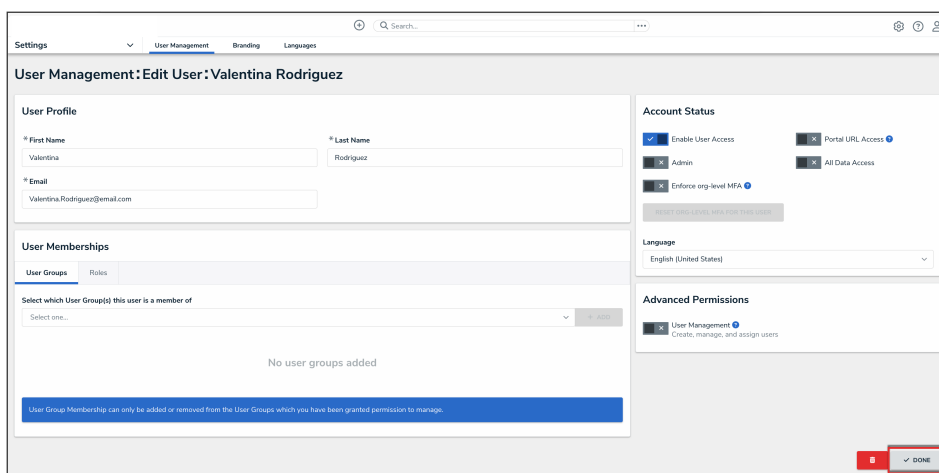 Search...
Settings
User Management
Branding
Languages
User Management:Edit User:Valentina Rodriguez
User Profile
*First Name
*Last Name
Valentina
Rodriguez
*Email
Valentina.Rodriguez@email.com
User Memberships
User Groups
Roles
Select which User Group(s) this user is a member of
Select one...
+ ADD
No user groups added
User Group Membership can only be added or removed from the User Groups which you have been granted permission to manage.
Account Status
Enable User Access
Portal URL Access
Admin
All Data Access
Enforce org-level MFA
RESET ORG-LEVEL MFA FOR THIS USER
Language
English (United States)
Advanced Permissions
User Management
Create, manage, and assign users
DONE